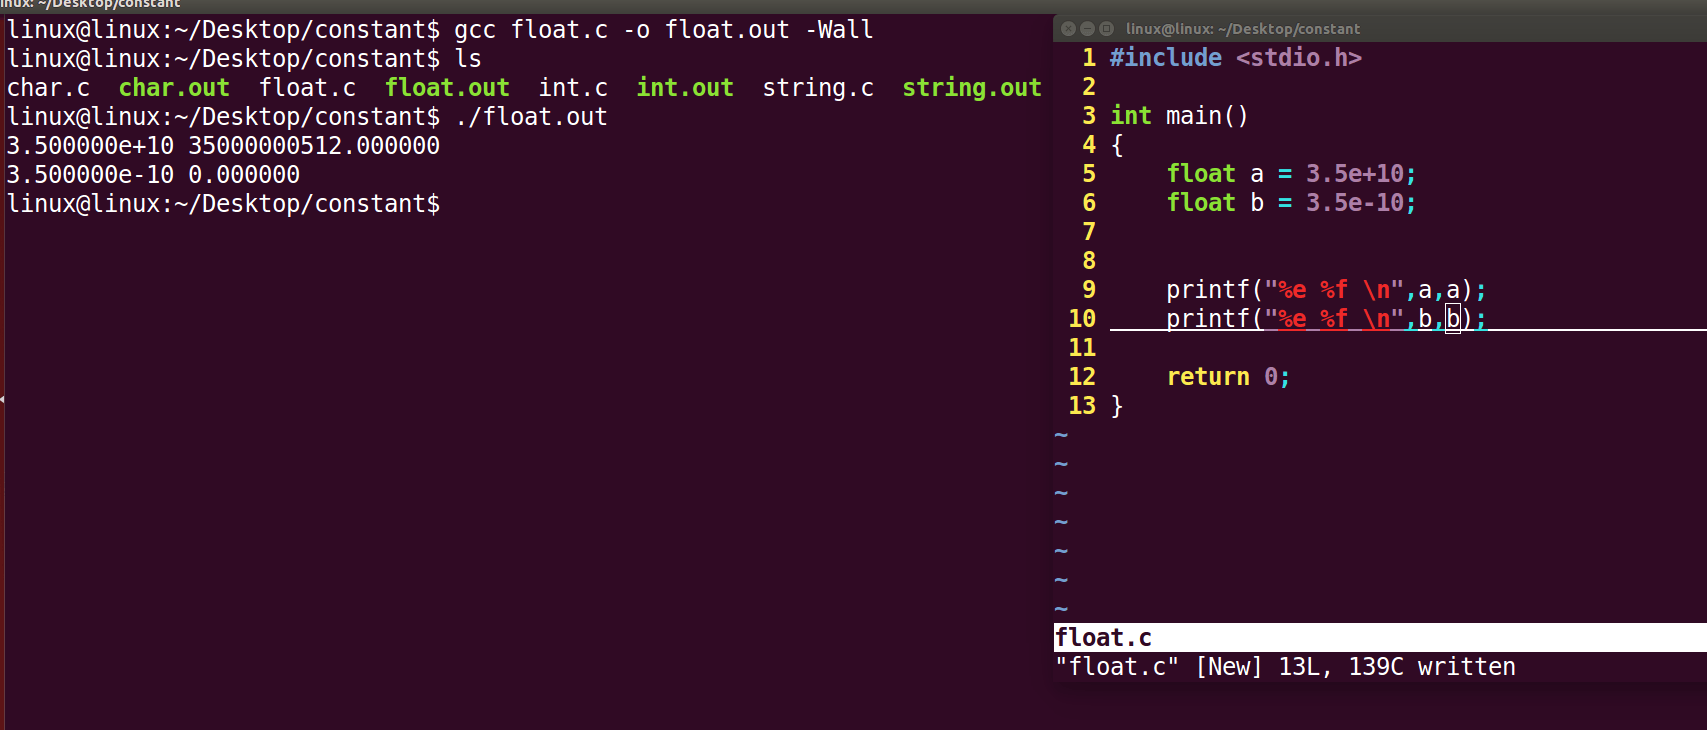 linux: ~/Desktop/constant
linux@linux:~/Desktop/constant$ gcc float.c -o float.out -Wall
linux@linux:~/Desktop/constant$ ls
char.c  char.out  float.c  float.out  int.c  int.out  string.c  string.out
linux@linux:~/Desktop/constant$ ./float.out
3.500000e+10 35000000512.000000
3.500000e-10 0.000000
linux@linux:~/Desktop/constant$
linux@linux: ~/Desktop/constant
1 #include <stdio.h>
2
3 int main()
4 {
5     float a = 3.5e+10;
6     float b = 3.5e-10;
7
8
9     printf("%e %f \n",a,a);
10     printf("%e %f \n",b,b);
11
12     return 0;
13 }
~
~
~
~
~
~
~
float.c
"float.c" [New] 13L, 139C written